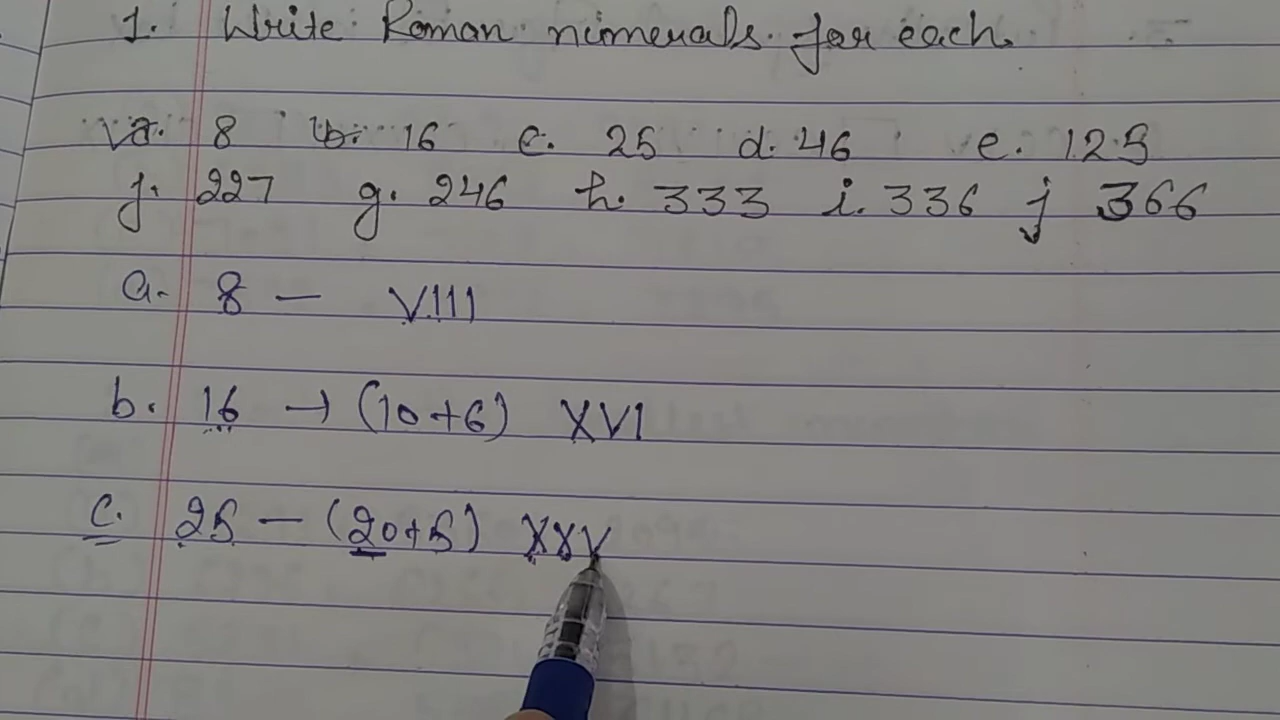 1. Write Roman numerals for each.
a. 8 b. 16 c. 25 d. 46 e. 125
f. 227 g. 246 h. 333 i. 336 j 366
a. 8 — VIII
b. 16 → (10+6) XVI
c. 25 — (20+5) XXV